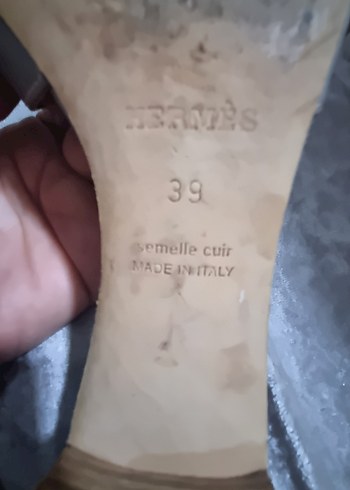 HERMÈS
39
semelle cuir
MADE IN ITALY